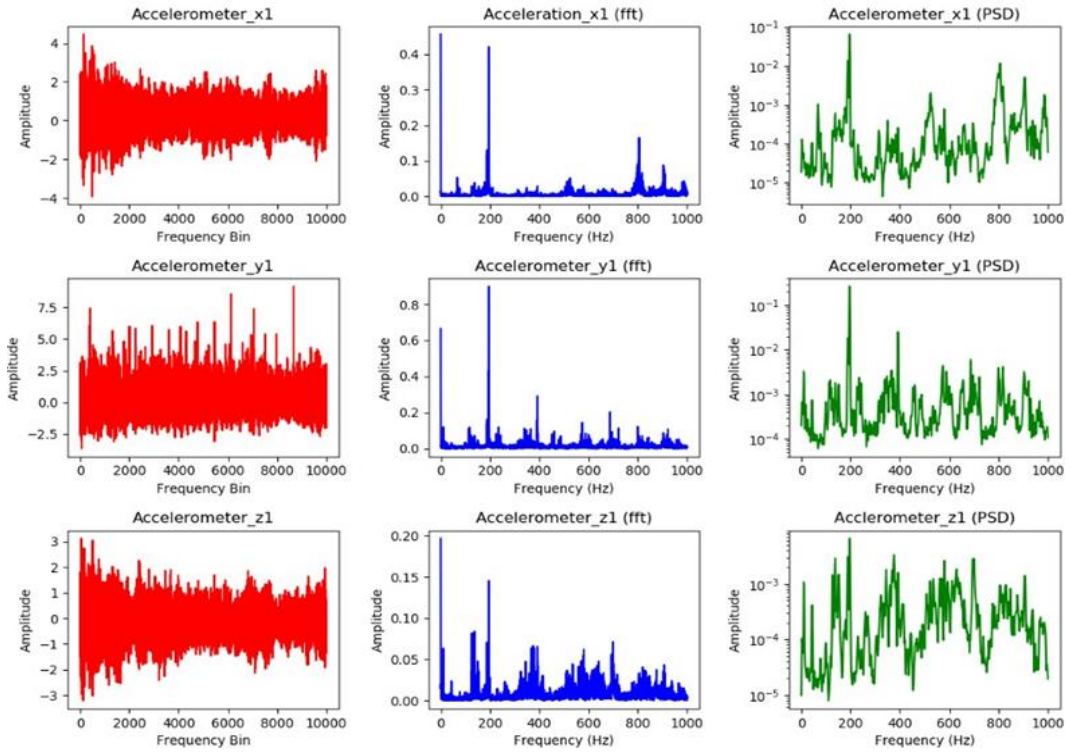 Accelerometer_x1
Acceleration_x1 (fft)
Accelerometer_x1 (PSD)
Amplitude
4
2
0
−2
−4
0 2000 4000 6000 8000 10000
Frequency Bin
Amplitude
0.4
0.3
0.2
0.1
0.0
0 200 400 600 800 1000
Frequency (Hz)
Amplitude
10⁻¹
10⁻²
10⁻³
10⁻⁴
10⁻⁵
0 200 400 600 800 1000
Frequency (Hz)
Accelerometer_y1
Accelerometer_y1 (fft)
Accelerometer_y1 (PSD)
Amplitude
7.5
5.0
2.5
0.0
−2.5
0 2000 4000 6000 8000 10000
Frequency Bin
Amplitude
0.8
0.6
0.4
0.2
0.0
0 200 400 600 800 1000
Frequency (Hz)
Amplitude
10⁻¹
10⁻²
10⁻³
10⁻⁴
0 200 400 600 800 1000
Frequency (Hz)
Accelerometer_z1
Accelerometer_z1 (fft)
Acclerometer_z1 (PSD)
Amplitude
3
2
1
0
−1
−2
−3
0 2000 4000 6000 8000 10000
Frequency Bin
Amplitude
0.20
0.15
0.10
0.05
0.00
0 200 400 600 800 1000
Frequency (Hz)
Amplitude
10⁻³
10⁻⁴
10⁻⁵
0 200 400 600 800 1000
Frequency (Hz)